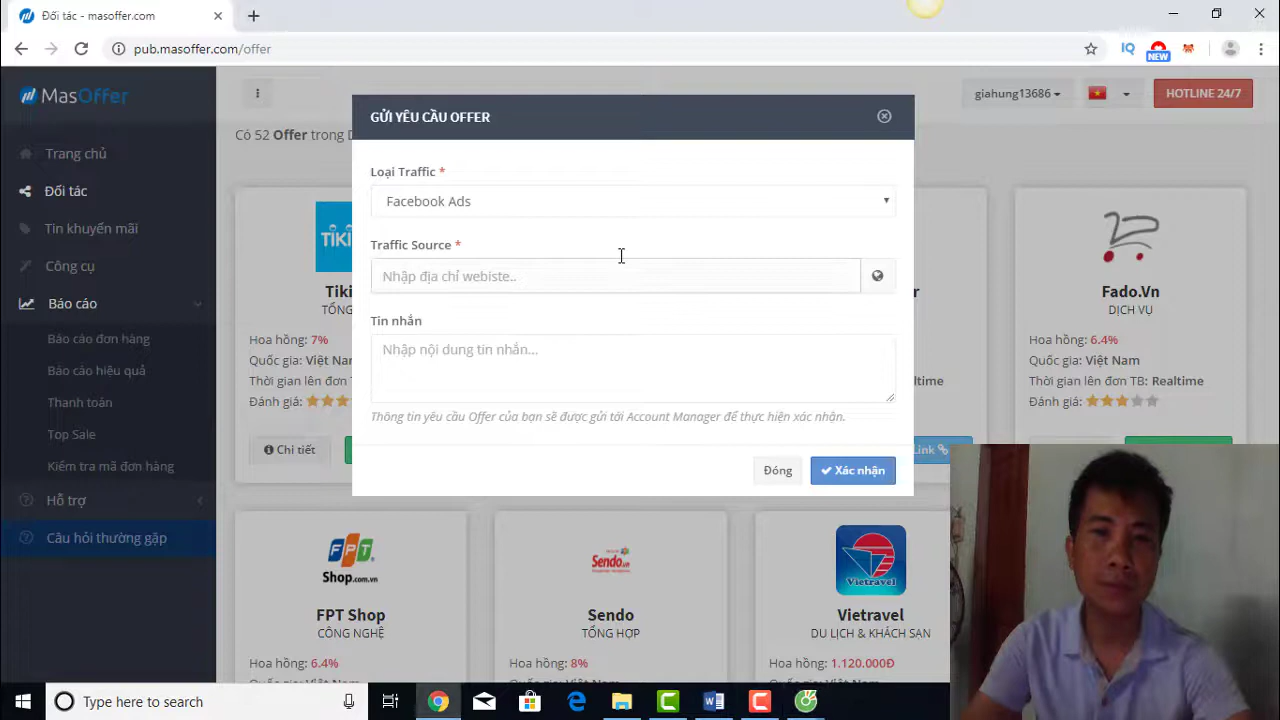 Đối tác - masoffer.com
pub.masoffer.com/offer
IQ
NEW
MasOffer
Trang chủ
Đối tác
Tin khuyến mãi
Công cụ
Báo cáo
Báo cáo đơn hàng
Báo cáo hiệu quả
Thanh toán
Top Sale
Kiểm tra mã đơn hàng
Hỗ trợ
Câu hỏi thường gặp
giahung13686
HOTLINE 24/7
Có 52 Offer trong
GỬI YÊU CẦU OFFER
Loại Traffic *
Facebook Ads
Traffic Source *
Nhập địa chỉ webiste..
Tin nhắn
Nhập nội dung tin nhắn...
Thông tin yêu cầu Offer của bạn sẽ được gửi tới Account Manager để thực hiện xác nhận.
Đóng
Xác nhận
TIKI
Tiki
Hoa hồng: 7%
Quốc gia: Việt Nam
Thời gian lên đơn TB:
Đánh giá:
Chi tiết
Link
Fado.Vn
DỊCH VỤ
Hoa hồng: 6.4%
Quốc gia: Việt Nam
Thời gian lên đơn TB: Realtime
Đánh giá:
FPT
Shop.com.vn
FPT Shop
CÔNG NGHỆ
Hoa hồng: 6.4%
Sendo.vn
Sendo
TỔNG HỢP
Hoa hồng: 8%
Vietravel
Vietravel
DU LỊCH & KHÁCH SẠN
Hoa hồng: 1.120.000Đ
Type here to search